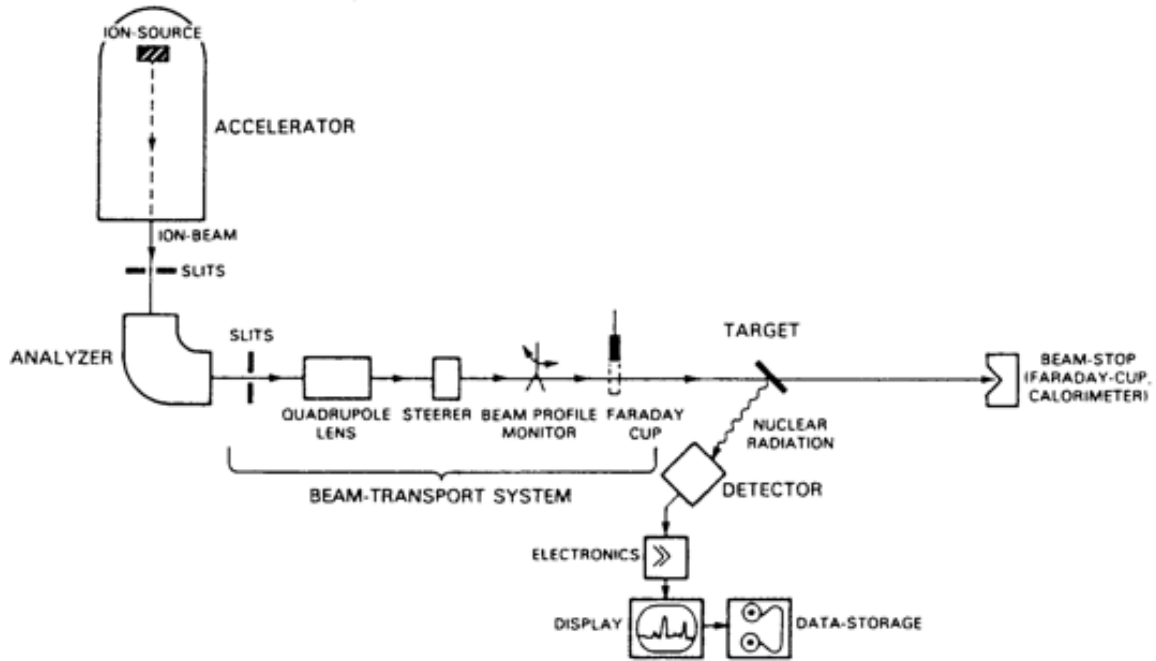 ION-SOURCE
ACCELERATOR
ION-BEAM
SLITS
ANALYZER
SLITS
QUADRUPOLE
LENS
STEERER
BEAM PROFILE
MONITOR
FARADAY
CUP
BEAM-TRANSPORT SYSTEM
TARGET
BEAM-STOP
(FARADAY-CUP,
CALORIMETER)
NUCLEAR
RADIATION
DETECTOR
ELECTRONICS
DISPLAY
DATA-STORAGE